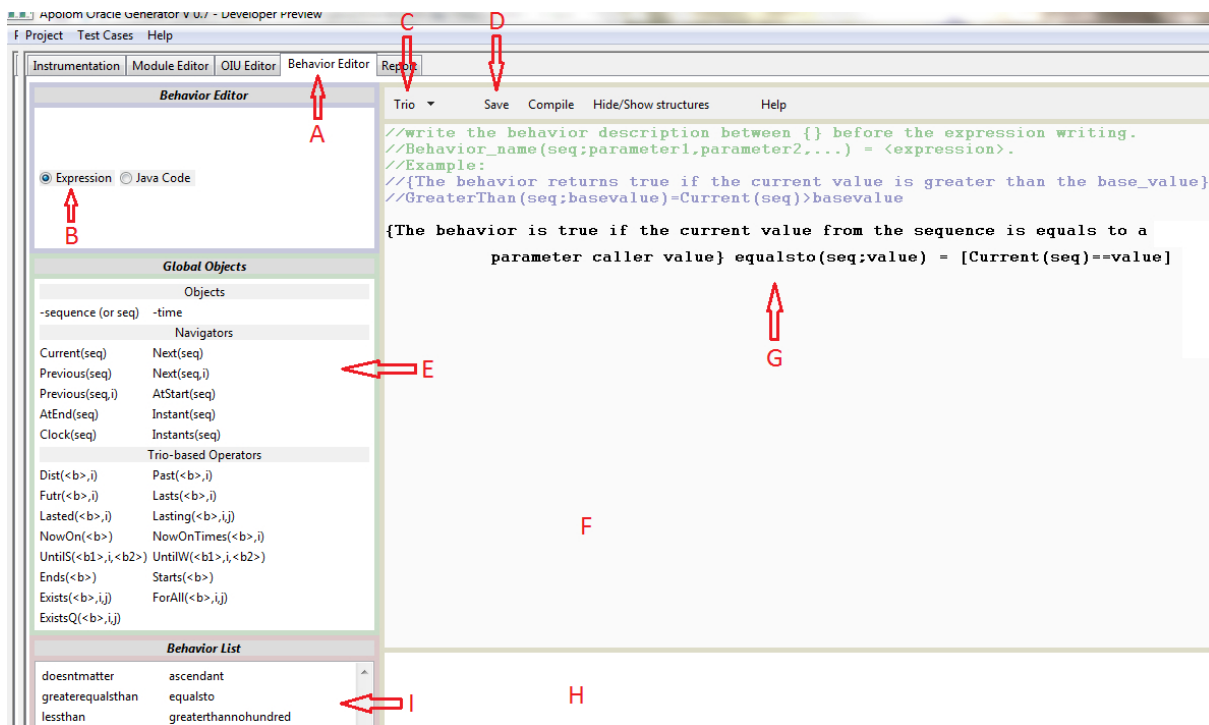 Apolom Oracle Generator V 0.7 - Developer Preview
C
D
Project Test Cases Help
Instrumentation Module Editor OIU Editor Behavior Editor Report
Behavior Editor
Trio Save Compile Hide/Show structures Help
A
//write the behavior description between {} before the expression writing.
//Behavior_name(seq;parameter1,parameter2,...) = <expression>.
//Example:
//{The behavior returns true if the current value is greater than the base_value}
//GreaterThan(seq;basevalue)=Current(seq)>basevalue
Expression Java Code
B
{The behavior is true if the current value from the sequence is equals to a
parameter caller value} equalsto(seq;value) = [Current(seq)==value]
G
Global Objects
Objects
-sequence (or seq) -time
Navigators
Current(seq) Next(seq)
Previous(seq) Next(seq,i)
E
Previous(seq,i) AtStart(seq)
AtEnd(seq) Instant(seq)
Clock(seq) Instants(seq)
Trio-based Operators
Dist(<b>,i) Past(<b>,i)
Futr(<b>,i) Lasts(<b>,i)
Lasted(<b>,i) Lasting(<b>,i,j)
NowOn(<b>) NowOnTimes(<b>,i)
UntilS(<b1>,i,<b2>) UntilW(<b1>,i,<b2>)
Ends(<b>) Starts(<b>)
Exists(<b>,i,j) ForAll(<b>,i,j)
ExistsQ(<b>,i,j)
F
Behavior List
doesntmatter ascendant
greaterequalsthan equalsto
lessthan greaterthannohundred
I
H